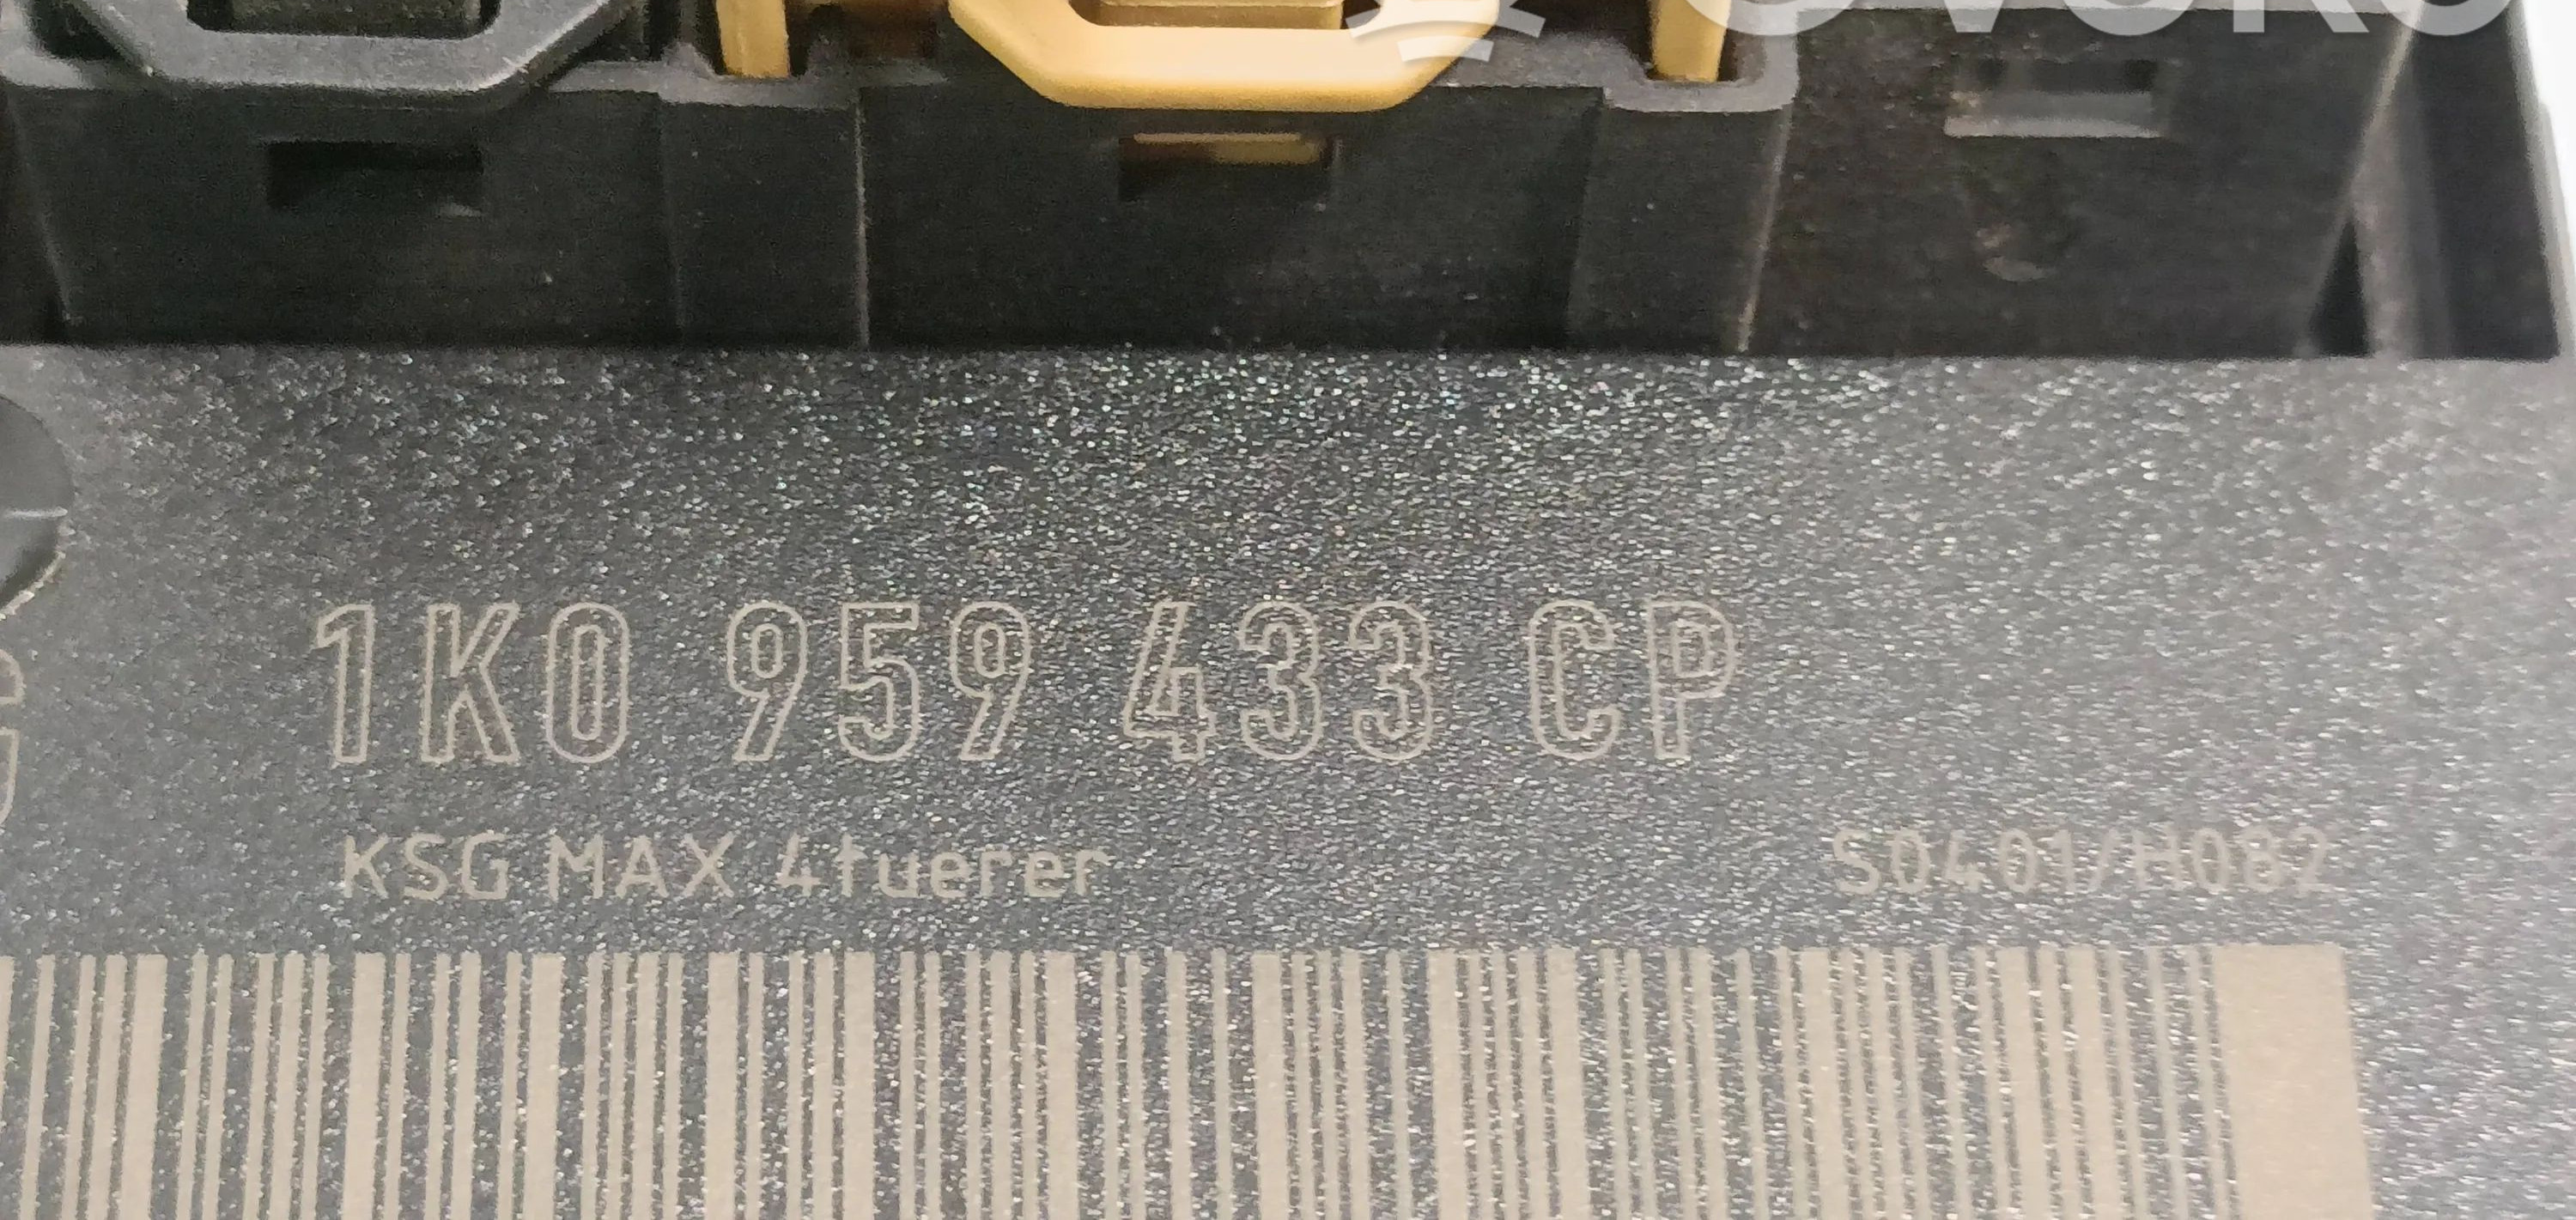 1K0 959 433 CP
KSG MAX 4tuerer
S0401/H082